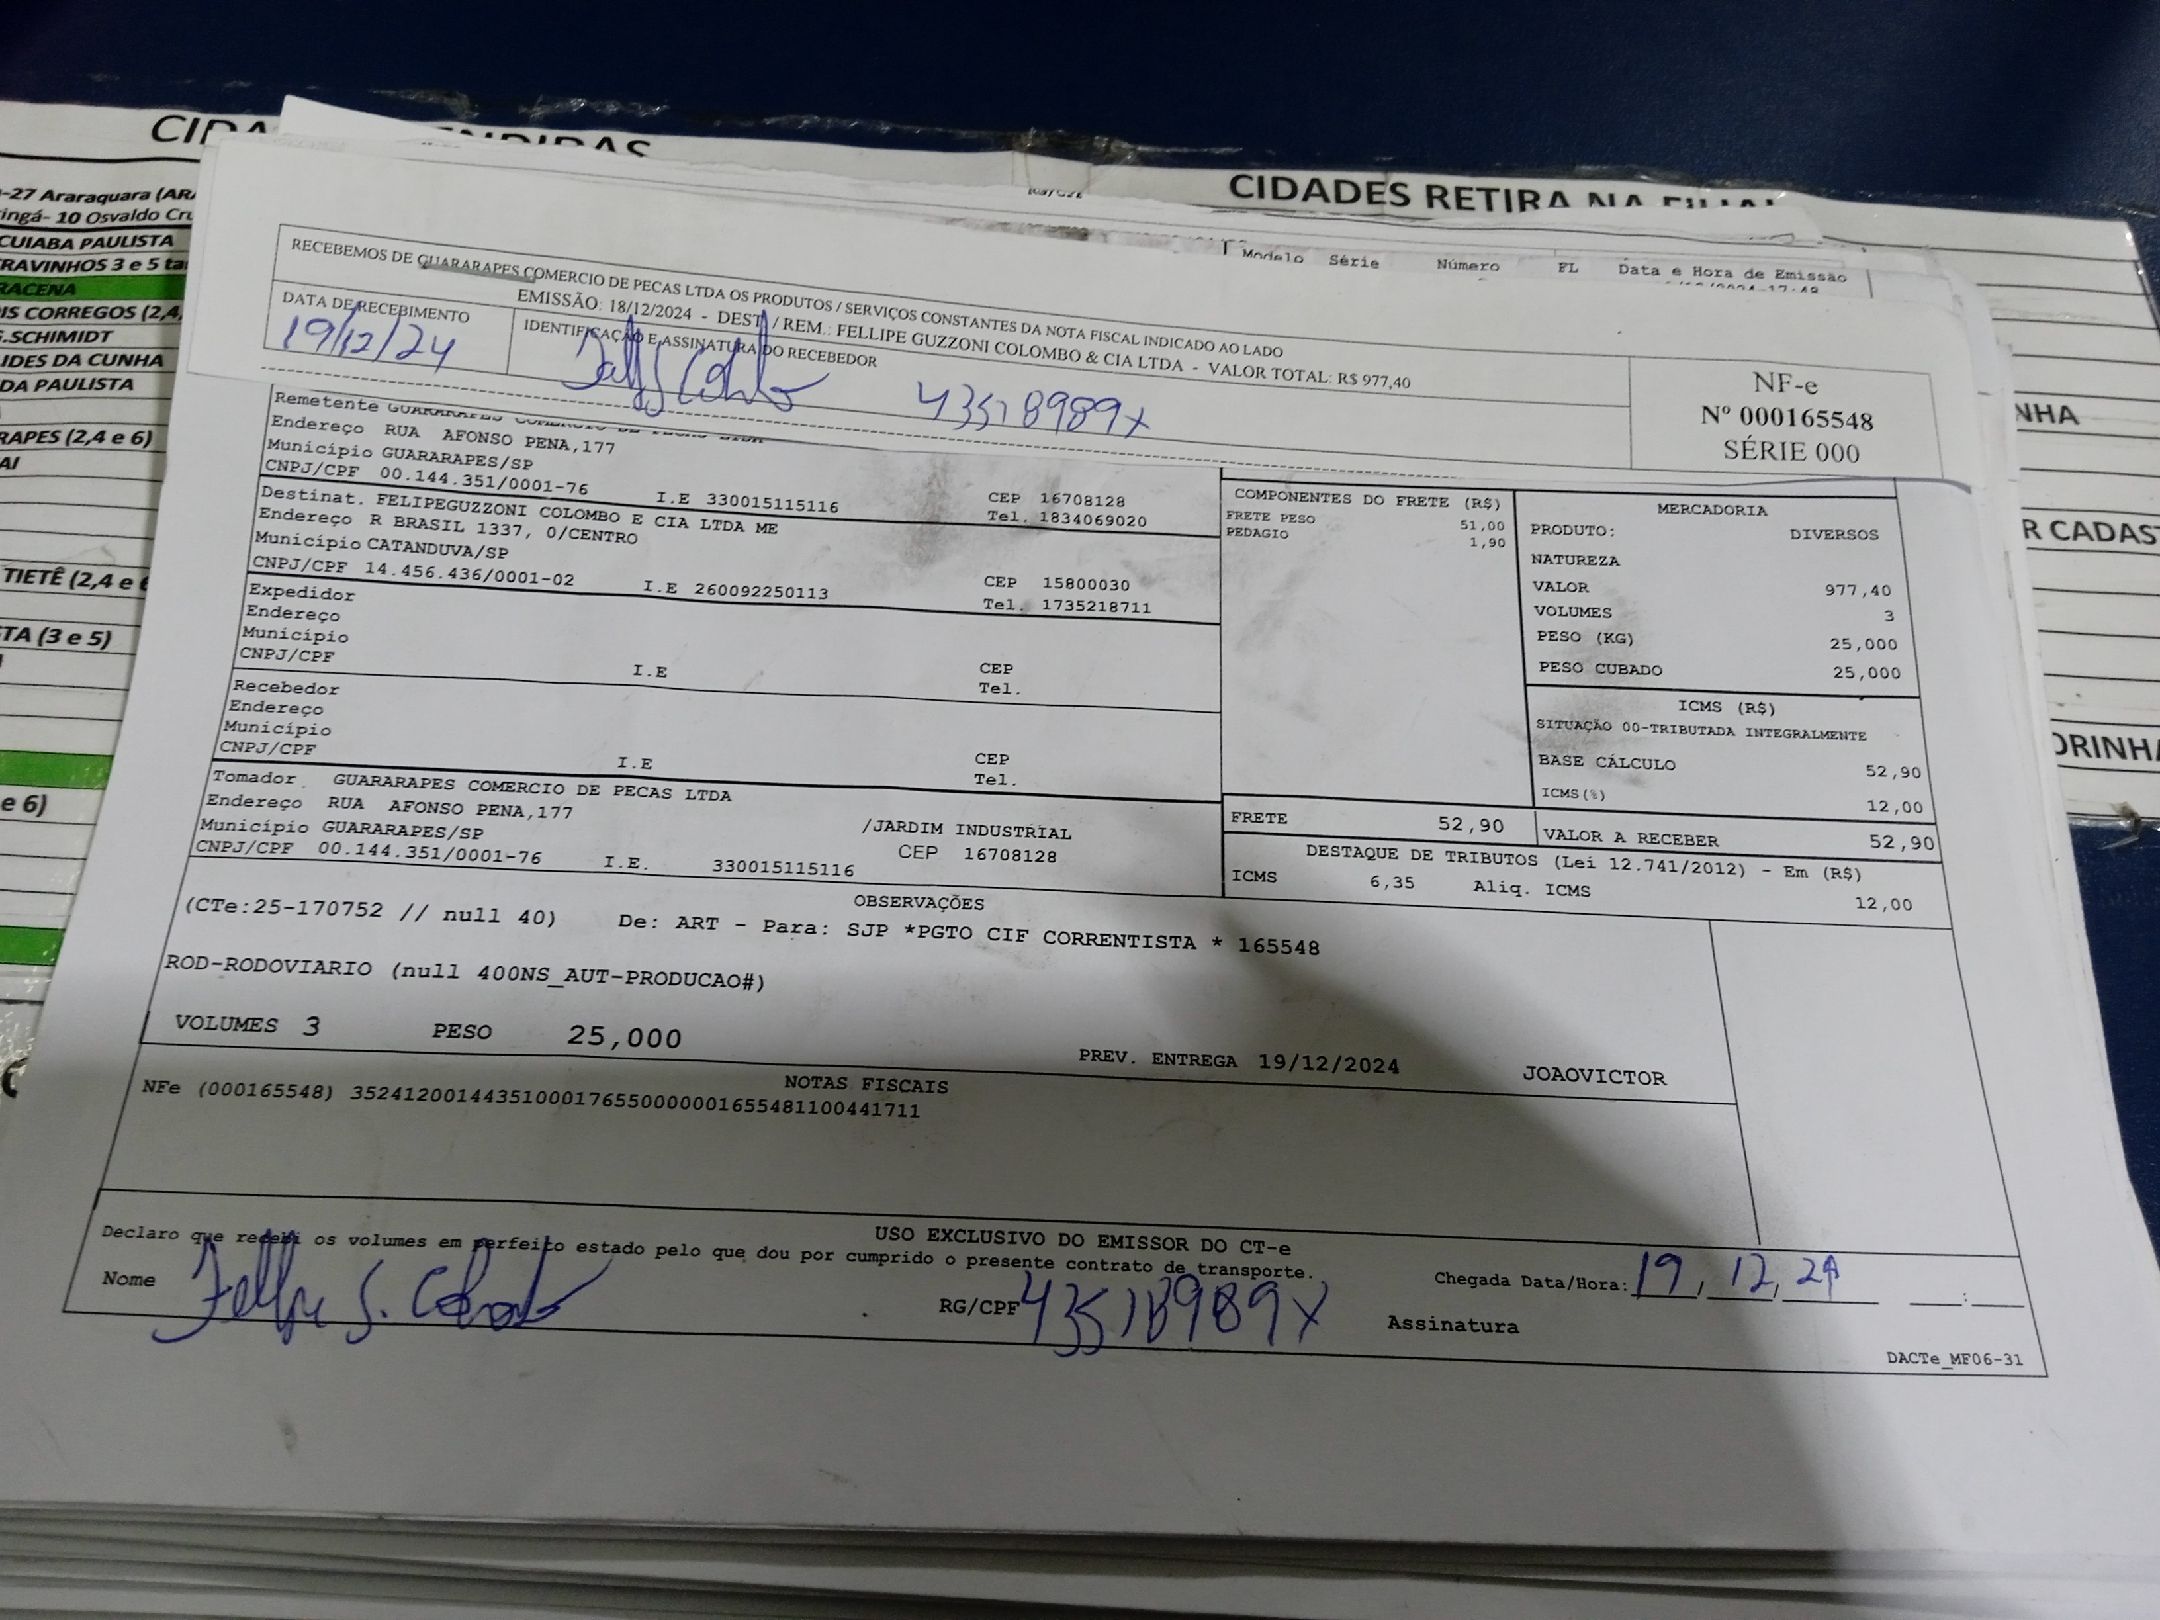 CIDADES RETIRA NA FILIAL
-27 Araraquara (ARA
ingá- 10 Osvaldo Cru
CUIABA PAULISTA
RAVINHOS 3 e 5 ta
RACENA
IS CORREGOS (2,4,
G.SCHIMIDT
LIDES DA CUNHA
DA PAULISTA
RAPES (2,4 e 6)
AI
TIETÊ (2,4 e 6
STA (3 e 5)
e 6)
NHA
R CADAST
ORINHA
Modelo Série Número FL Data e Hora de Emissão
RECEBEMOS DE GUARARAPES COMERCIO DE PECAS LTDA OS PRODUTOS / SERVIÇOS CONSTANTES DA NOTA FISCAL INDICADO AO LADO
EMISSÃO: 18/12/2024 - DEST / REM.: FELLIPE GUZZONI COLOMBO & CIA LTDA - VALOR TOTAL: R$ 977,40
DATA DE RECEBIMENTO
19/12/24
IDENTIFICAÇÃO E ASSINATURA DO RECEBEDOR
43518989X
NF-e
Nº 000165548
SÉRIE 000
Remetente GUARARAPES COMERCIO DE PECAS LTDA
Endereço RUA AFONSO PENA,177
Município GUARARAPES/SP
CNPJ/CPF 00.144.351/0001-76 I.E 330015115116
CEP 16708128
Tel. 1834069020
Destinat. FELIPEGUZZONI COLOMBO E CIA LTDA ME
Endereço R BRASIL 1337, 0/CENTRO
Município CATANDUVA/SP
CNPJ/CPF 14.456.436/0001-02 I.E 260092250113
CEP 15800030
Tel. 1735218711
Expedidor
Endereço
Município
CNPJ/CPF I.E
CEP
Tel.
Recebedor
Endereço
Município
CNPJ/CPF I.E
CEP
Tel.
Tomador GUARARAPES COMERCIO DE PECAS LTDA
Endereço RUA AFONSO PENA,177 /JARDIM INDUSTRIAL
Município GUARARAPES/SP CEP 16708128
CNPJ/CPF 00.144.351/0001-76 I.E. 330015115116
COMPONENTES DO FRETE (R$)
FRETE PESO 51,00
PEDAGIO 1,90
MERCADORIA
PRODUTO: DIVERSOS
NATUREZA
VALOR 977,40
VOLUMES 3
PESO (KG) 25,000
PESO CUBADO 25,000
ICMS (R$)
SITUAÇÃO 00-TRIBUTADA INTEGRALMENTE
BASE CÁLCULO 52,90
ICMS(%) 12,00
FRETE 52,90 VALOR A RECEBER 52,90
DESTAQUE DE TRIBUTOS (Lei 12.741/2012) - Em (R$)
ICMS 6,35 Aliq. ICMS 12,00
OBSERVAÇÕES
(CTe:25-170752 // null 40) De: ART - Para: SJP *PGTO CIF CORRENTISTA * 165548
ROD-RODOVIARIO (null 400NS_AUT-PRODUCAO#)
VOLUMES 3 PESO 25,000 PREV. ENTREGA 19/12/2024 JOAOVICTOR
NOTAS FISCAIS
NFe (000165548) 35241200144351000176550000001655481100441711
USO EXCLUSIVO DO EMISSOR DO CT-e
Declaro que recebi os volumes em perfeito estado pelo que dou por cumprido o presente contrato de transporte.
Chegada Data/Hora: 19, 12, 24 __:__
Nome Fellipe G. Colombo RG/CPF 43518989X Assinatura
DACTe_MF06-31